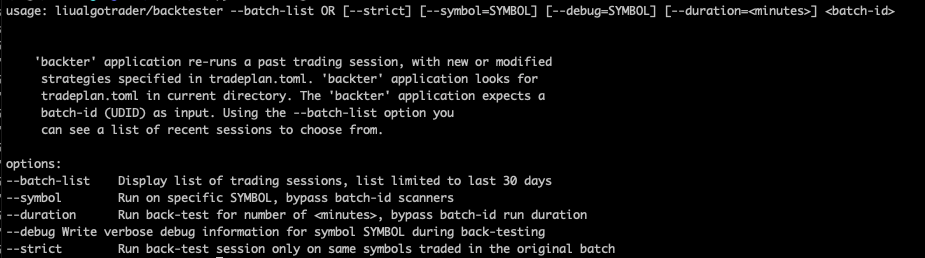 usage: liualgotrader/backtester --batch-list OR [--strict] [--symbol=SYMBOL] [--debug=SYMBOL] [--duration=<minutes>] <batch-id>
'backter' application re-runs a past trading session, with new or modified
strategies specified in tradeplan.toml. 'backter' application looks for
tradeplan.toml in current directory. The 'backter' application expects a
batch-id (UDID) as input. Using the --batch-list option you
can see a list of recent sessions to choose from.
options:
--batch-list    Display list of trading sessions, list limited to last 30 days
--symbol        Run on specific SYMBOL, bypass batch-id scanners
--duration      Run back-test for number of <minutes>, bypass batch-id run duration
--debug Write verbose debug information for symbol SYMBOL during back-testing
--strict        Run back-test session only on same symbols traded in the original batch